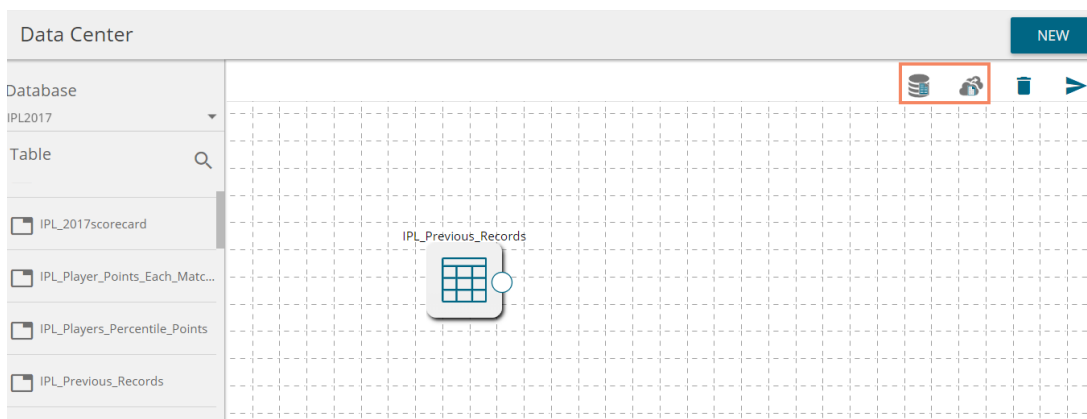 Data Center
NEW
Database
IPL2017
Table
IPL_2017scorecard
IPL_Player_Points_Each_Matc...
IPL_Players_Percentile_Points
IPL_Previous_Records
IPL_Previous_Records